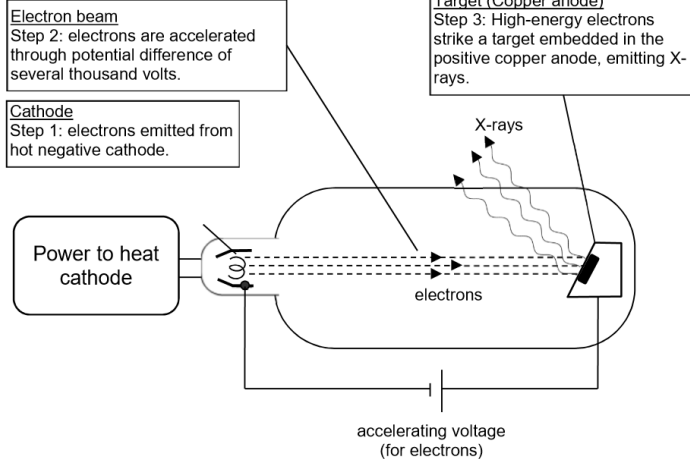 Electron beam
Step 2: electrons are accelerated
through potential difference of
several thousand volts.
Target (Copper anode)
Step 3: High-energy electrons
strike a target embedded in the
positive copper anode, emitting X-
rays.
Cathode
Step 1: electrons emitted from
hot negative cathode.
X-rays
Power to heat
cathode
electrons
accelerating voltage
(for electrons)